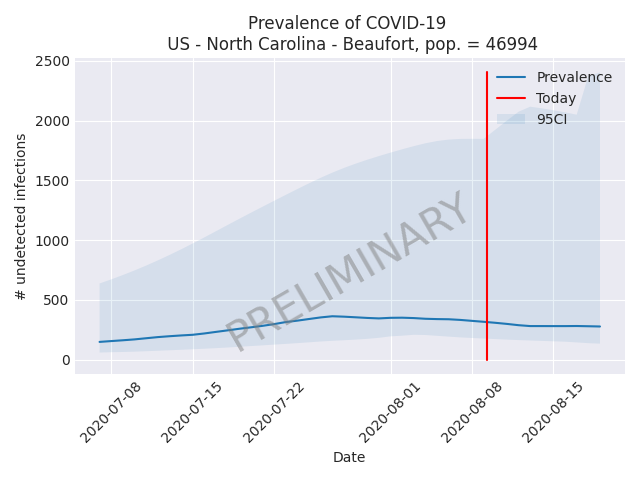 Prevalence of COVID-19
US - North Carolina - Beaufort, pop. = 46994
2500
2000
1500
1000
500
0
# undetected infections
Prevalence
Today
95CI
PRELIMINARY
2020-07-08
2020-07-15
2020-07-22
2020-08-01
2020-08-08
2020-08-15
Date